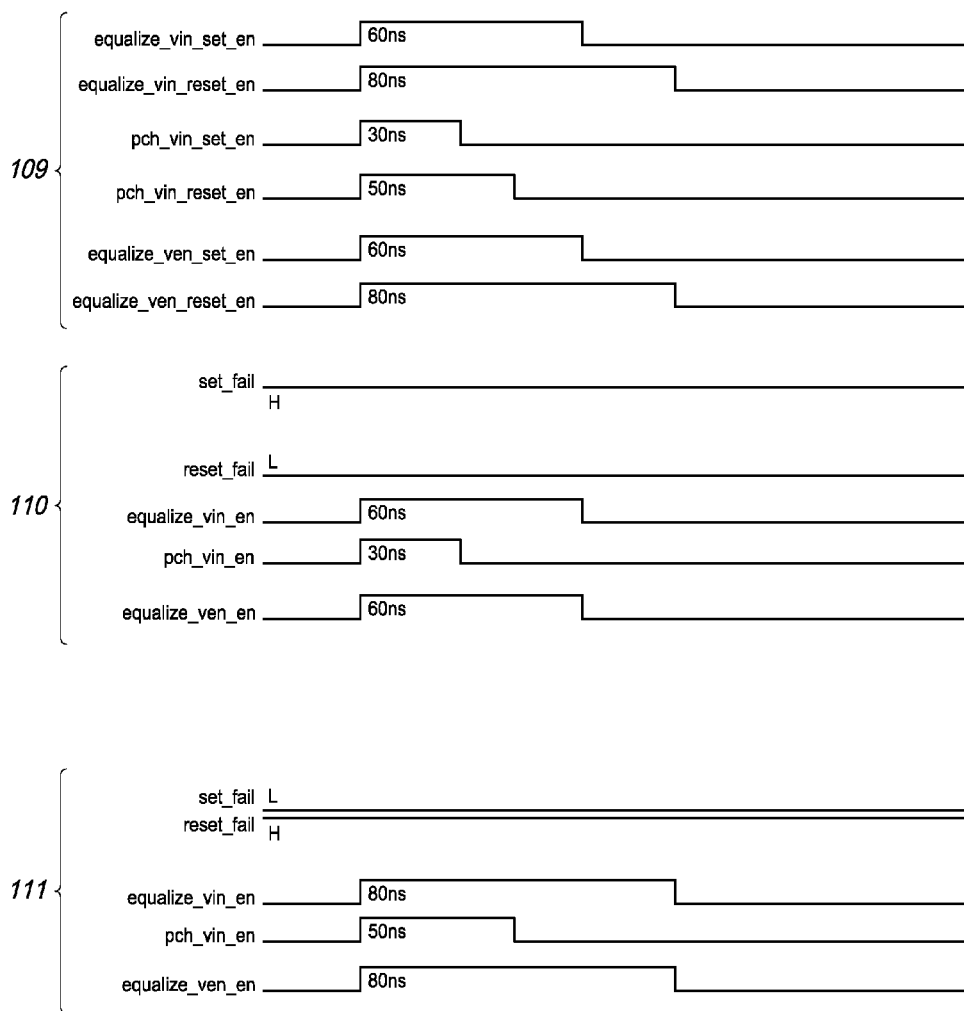 equalize_vin_set_en 60ns
equalize_vin_reset_en 80ns
pch_vin_set_en 30ns
109
pch_vin_reset_en 50ns
equalize_ven_set_en 60ns
equalize_ven_reset_en 80ns
set_fail
H
reset_fail L
110
equalize_vin_en 60ns
pch_vin_en 30ns
equalize_ven_en 60ns
set_fail L
reset_fail H
111
equalize_vin_en 80ns
pch_vin_en 50ns
equalize_ven_en 80ns